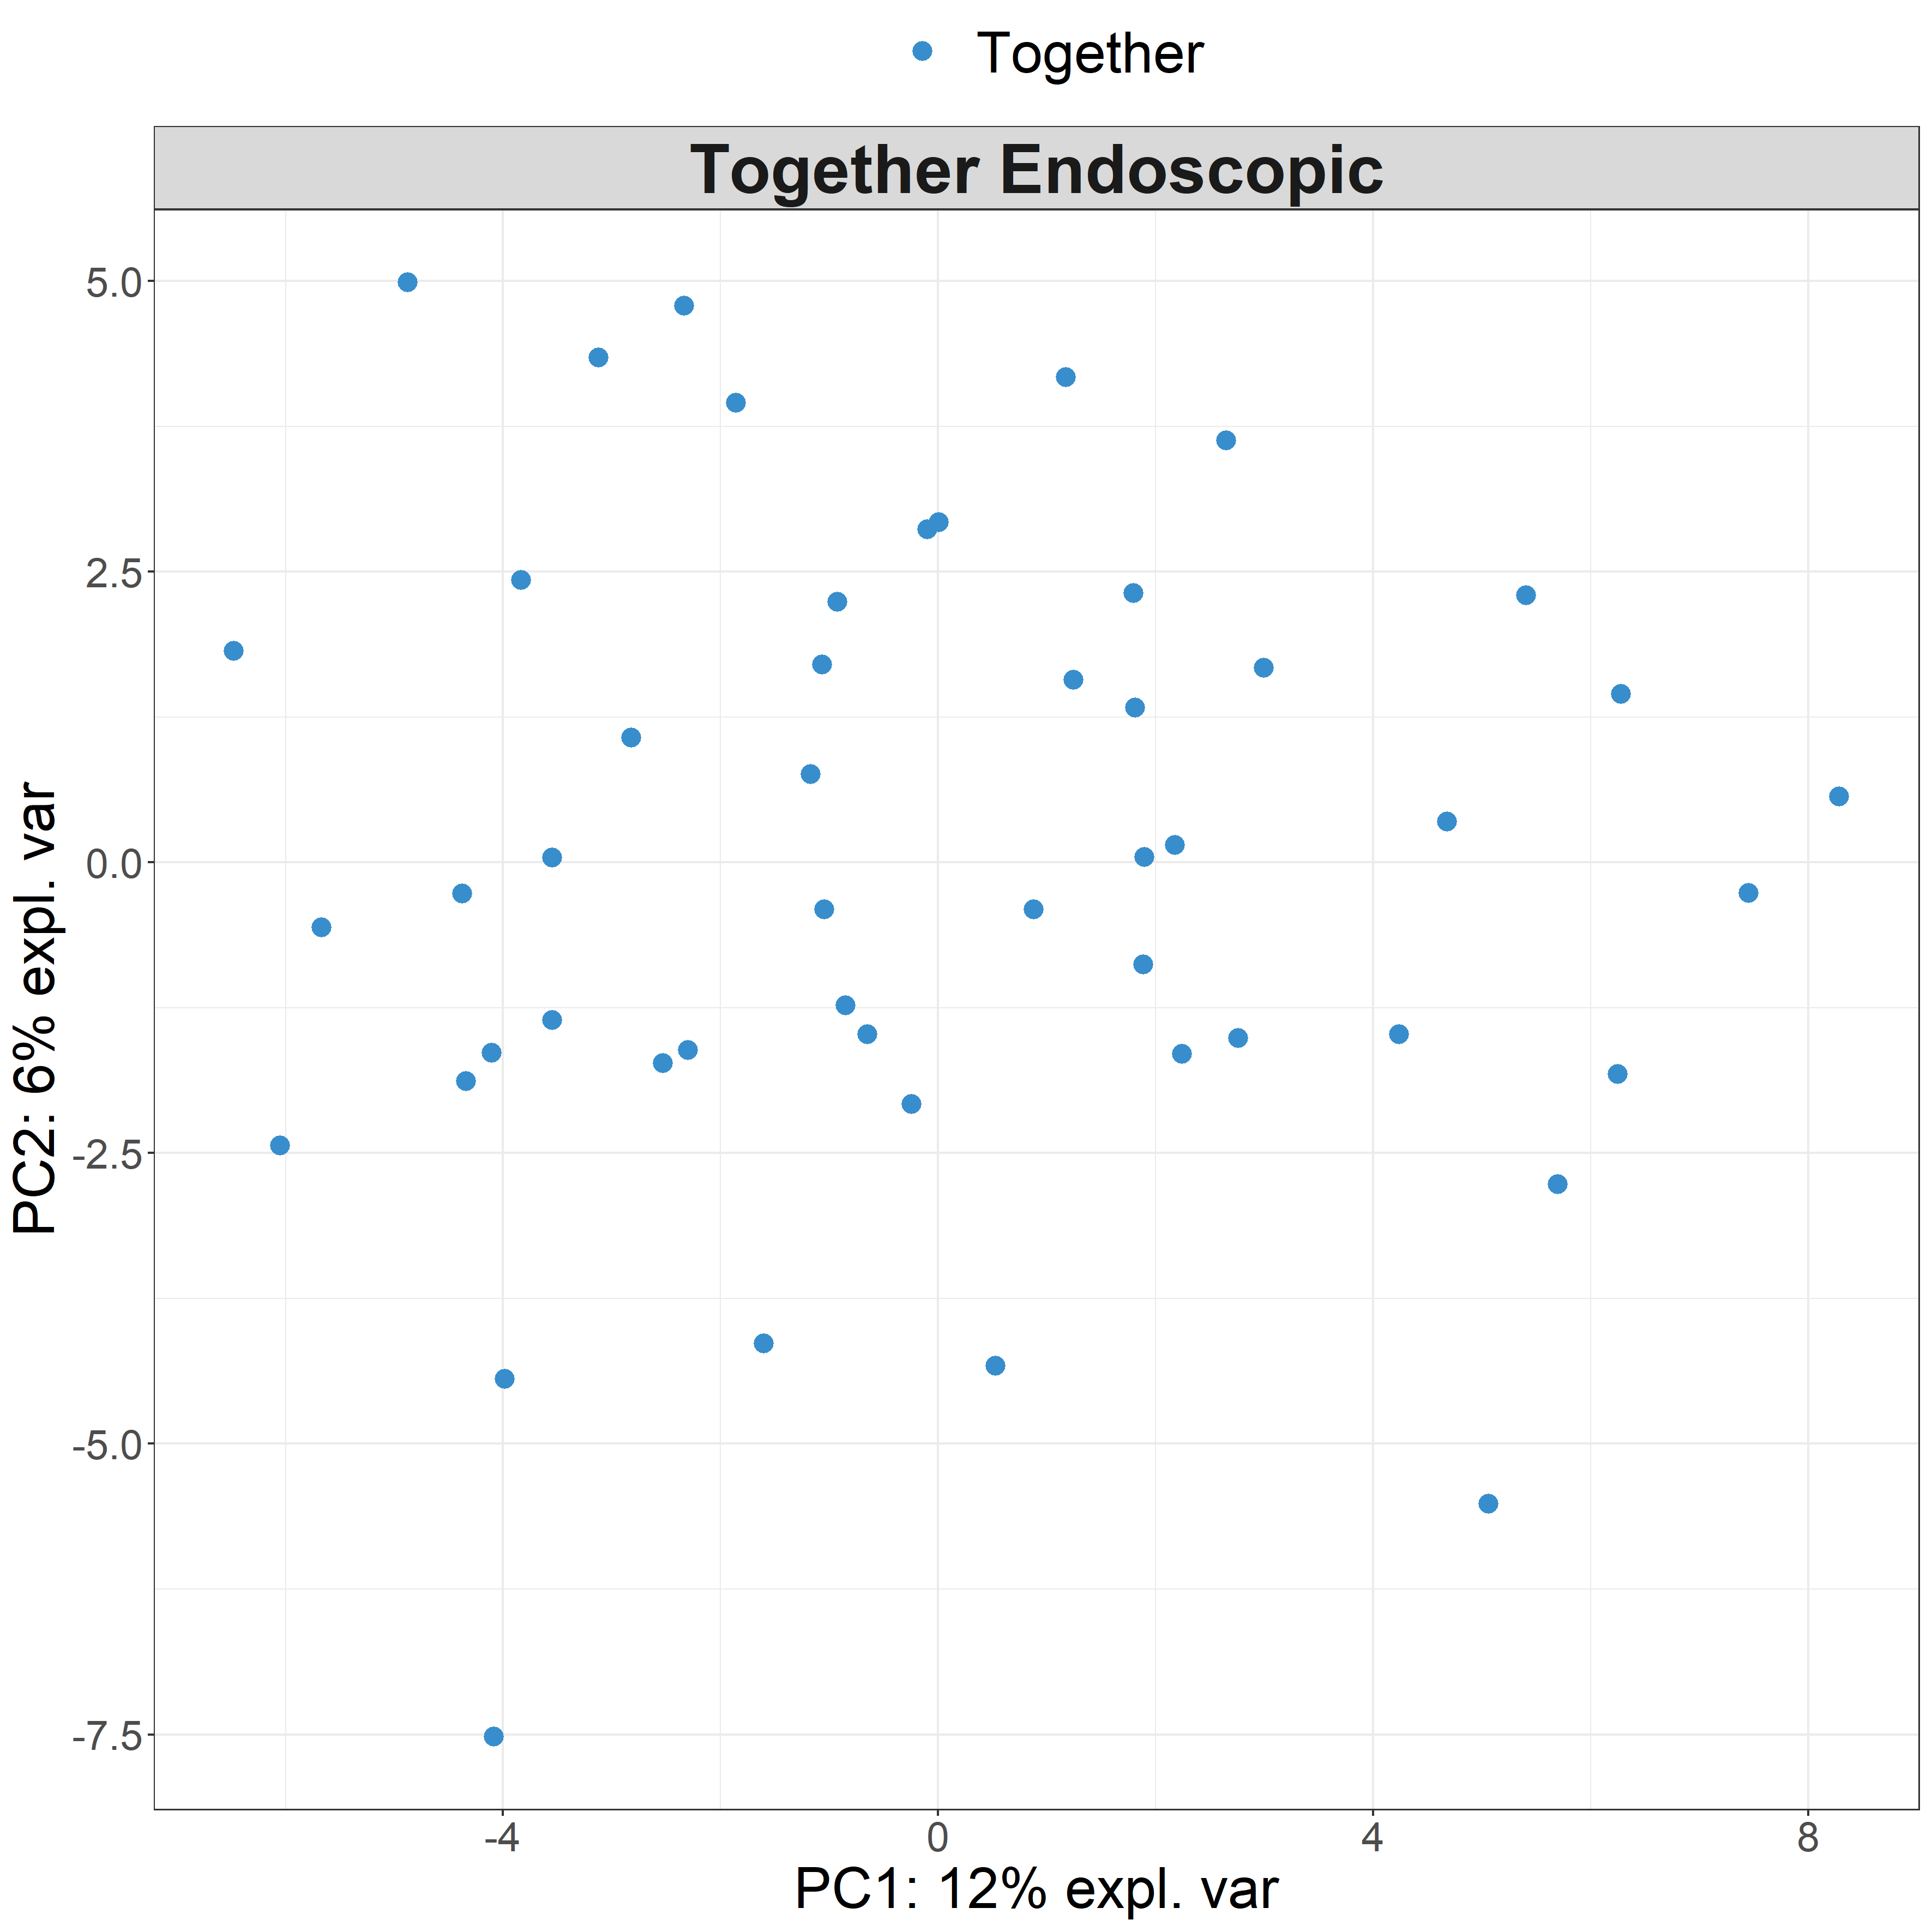 Together
Together Endoscopic
5.0
2.5
0.0
-2.5
-5.0
-7.5
PC2: 6% expl. var
-4 0 4 8
PC1: 12% expl. var